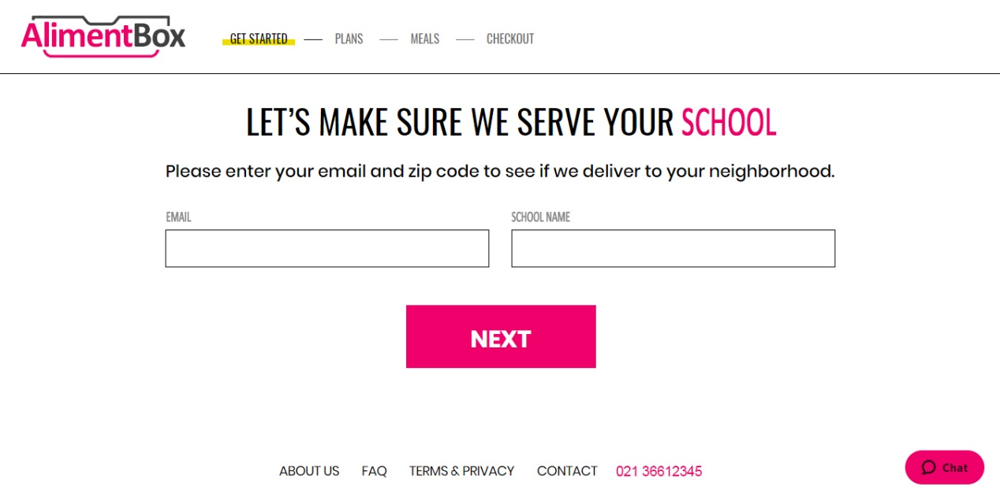 AlimentBox
GET STARTED — PLANS — MEALS — CHECKOUT
LET’S MAKE SURE WE SERVE YOUR SCHOOL
Please enter your email and zip code to see if we deliver to your neighborhood.
EMAIL
SCHOOL NAME
NEXT
ABOUT US FAQ TERMS & PRIVACY CONTACT 021 36612345
Chat